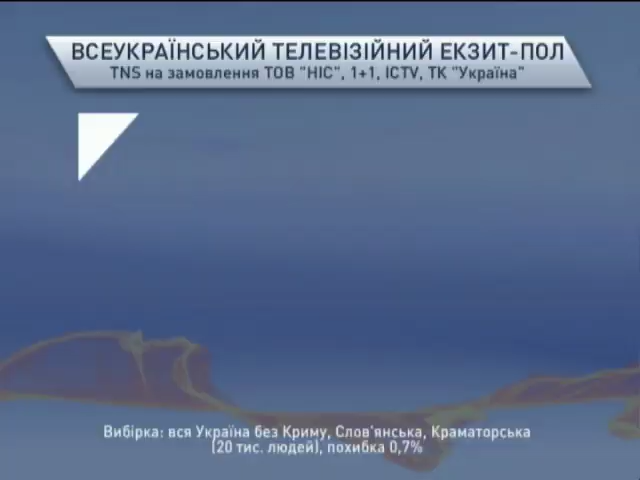 ВСЕУКРАЇНСЬКИЙ ТЕЛЕВІЗІЙНИЙ ЕКЗИТ-ПОЛ
TNS на замовлення ТОВ "НІС", 1+1, ICTV, ТК "Україна"
Вибірка: вся Україна без Криму, Слов'янська, Краматорська
(20 тис. людей), похибка 0,7%